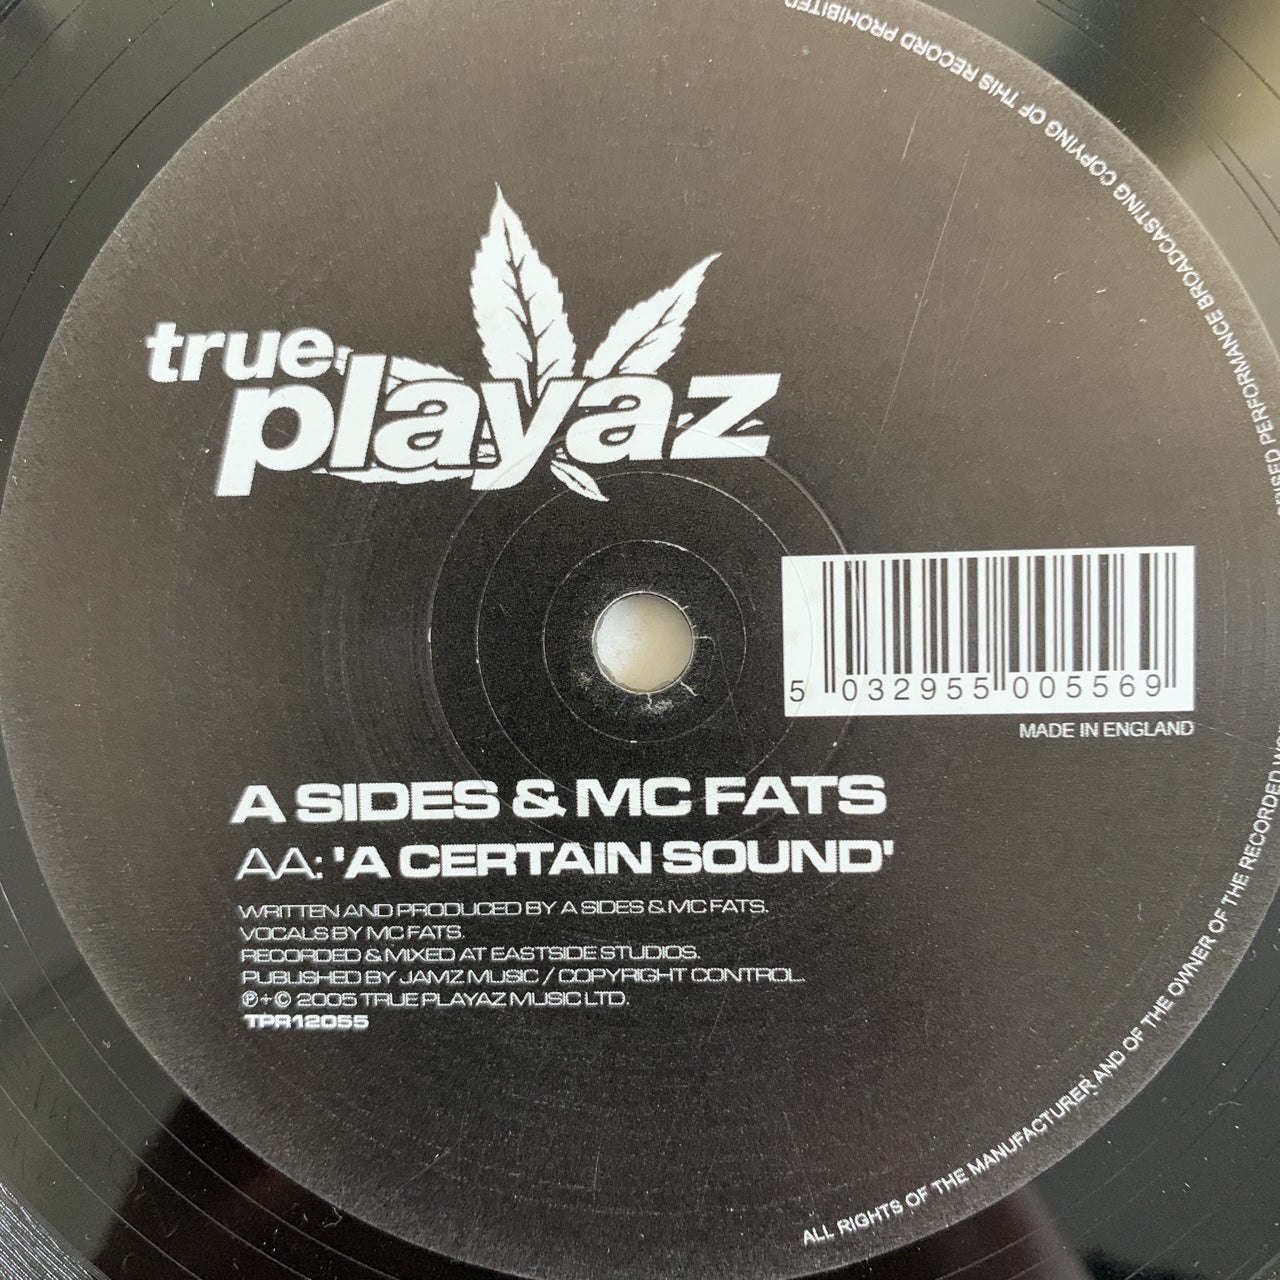 true
playaz
5 032955 005569
MADE IN ENGLAND
A SIDES & MC FATS
AA: 'A CERTAIN SOUND'
WRITTEN AND PRODUCED BY A SIDES & MC FATS.
VOCALS BY MC FATS.
RECORDED & MIXED AT EASTSIDE STUDIOS.
PUBLISHED BY JAMZ MUSIC / COPYRIGHT CONTROL.
℗+© 2005 TRUE PLAYAZ MUSIC LTD.
TPR12055
ALL RIGHTS OF THE MANUFACTURER AND OF THE OWNER OF THE RECORDED
PERFORMANCE BROADCASTING COPYING OF THIS RECORD PROHIBITED